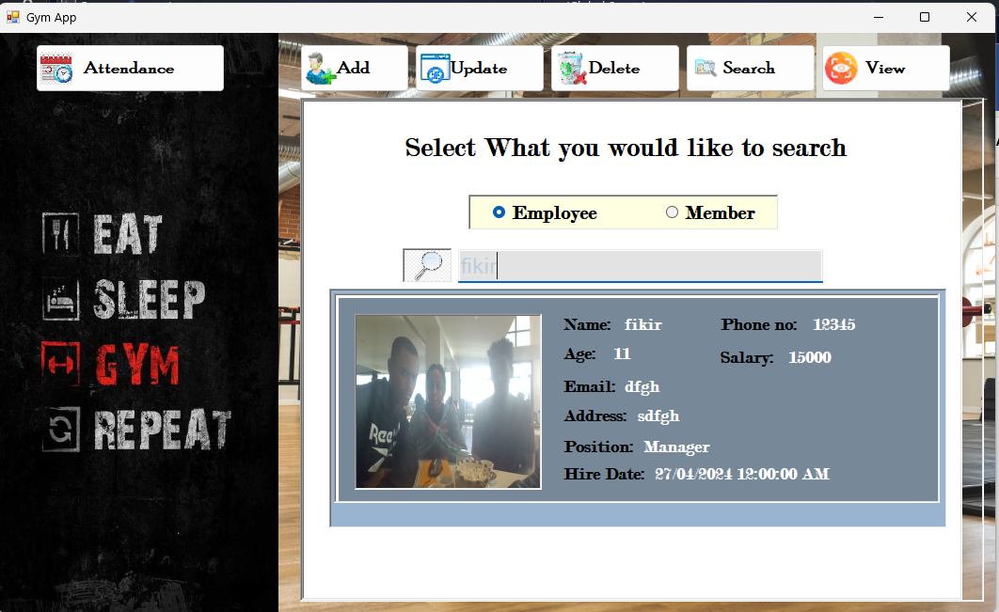 Gym App
Attendance
Add
Update
Delete
Search
View
Select What you would like to search
Employee
Member
fikir
EAT
SLEEP
GYM
REPEAT
Name: fikir
Phone no: 12345
Age: 11
Salary: 15000
Email: dfgh
Address: sdfgh
Position: Manager
Hire Date: 27/04/2024 12:00:00 AM